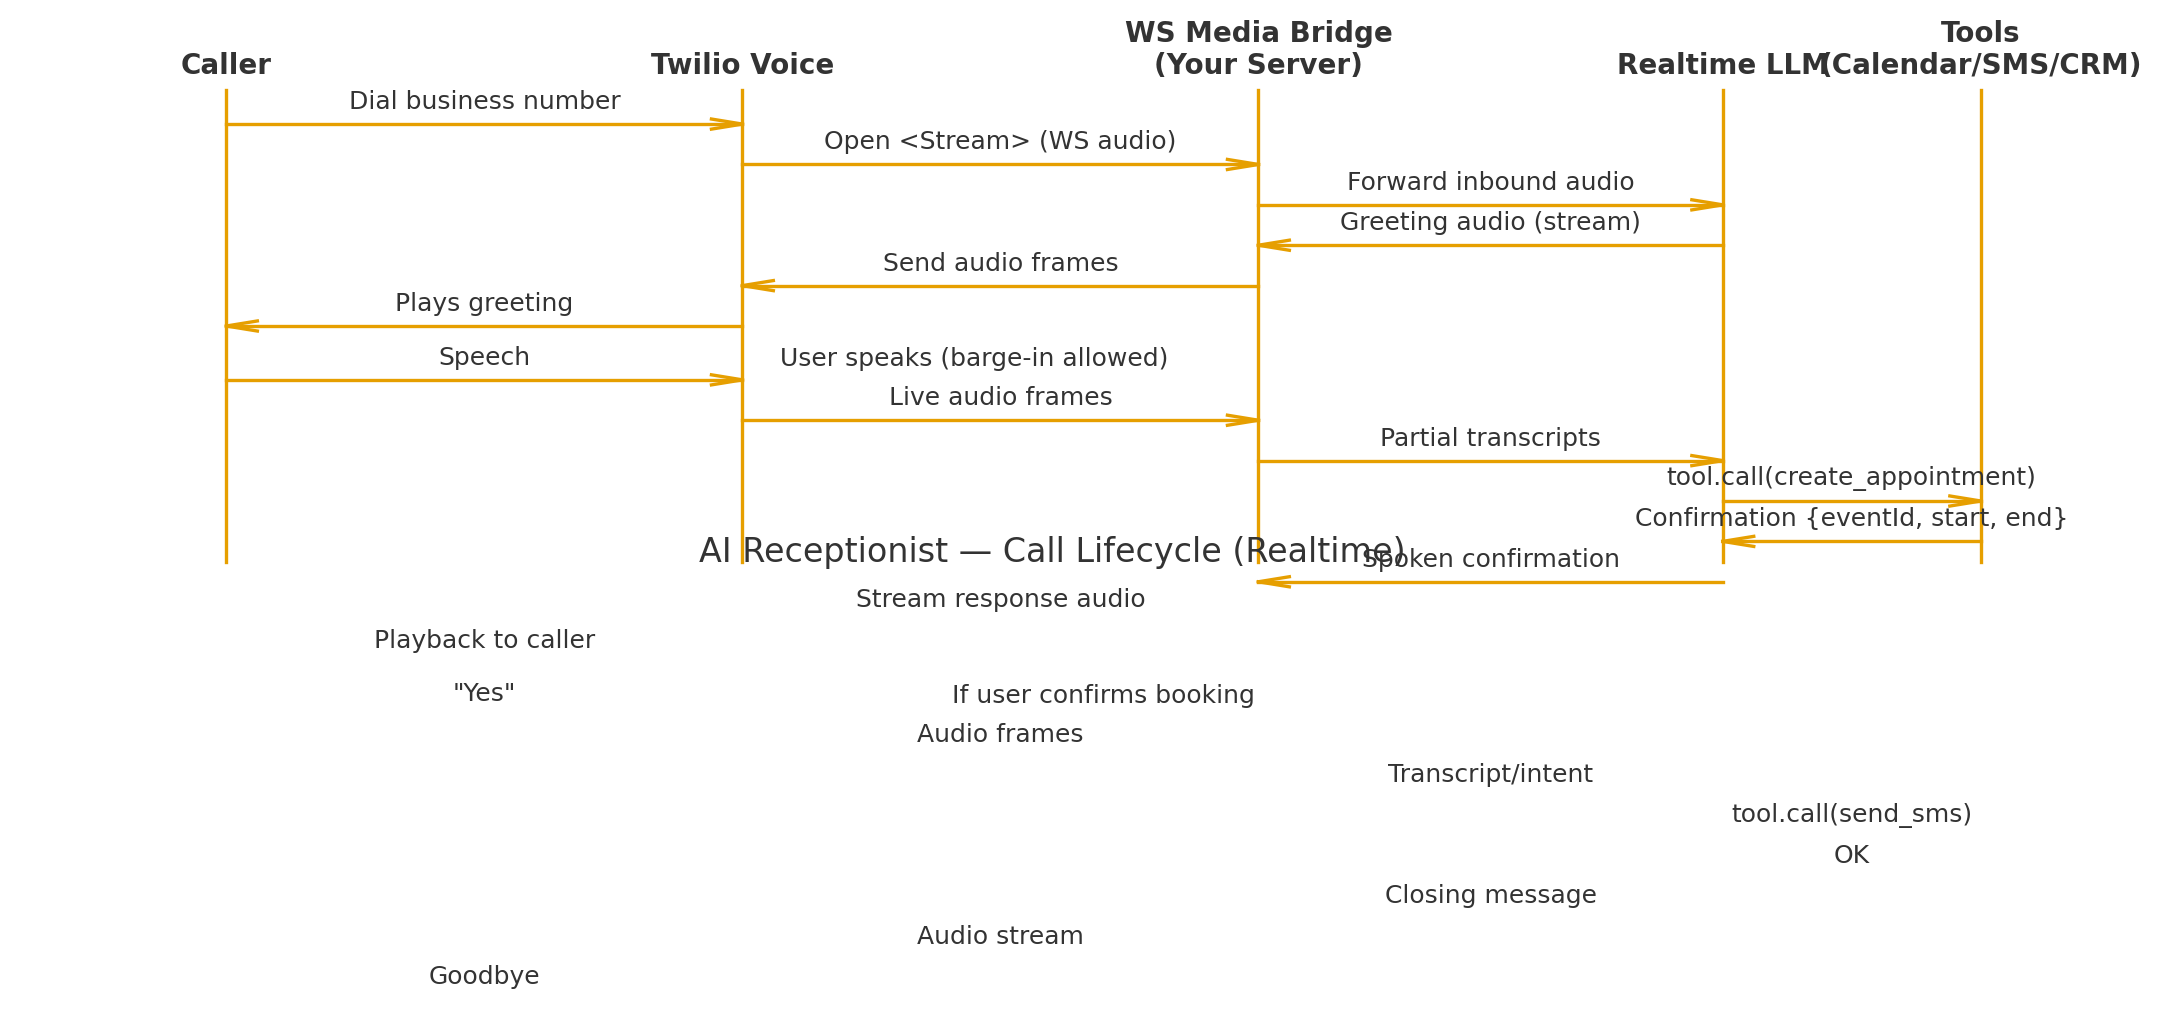 WS Media Bridge
Tools
Caller
Twilio Voice
(Your Server)
Realtime LLM
(Calendar/SMS/CRM)
Dial business number
Open <Stream> (WS audio)
Forward inbound audio
Greeting audio (stream)
Send audio frames
Plays greeting
Speech
User speaks (barge-in allowed)
Live audio frames
Partial transcripts
tool.call(create_appointment)
Confirmation {eventId, start, end}
AI Receptionist — Call Lifecycle (Realtime)
Spoken confirmation
Stream response audio
Playback to caller
"Yes"
If user confirms booking
Audio frames
Transcript/intent
tool.call(send_sms)
OK
Closing message
Audio stream
Goodbye